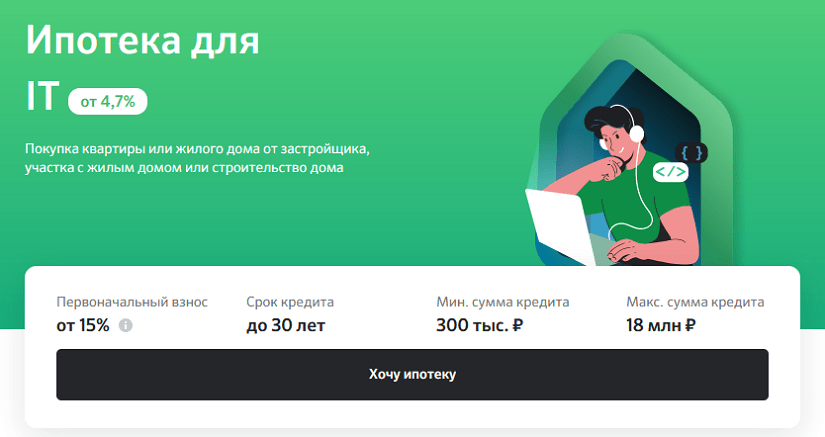 Ипотека для
IT от 4,7%
Покупка квартиры или жилого дома от застройщика,
участка с жилым домом или строительство дома
{ }
</>
Первоначальный взнос
от 15% i
Срок кредита
до 30 лет
Мин. сумма кредита
300 тыс. ₽
Макс. сумма кредита
18 млн ₽
Хочу ипотеку